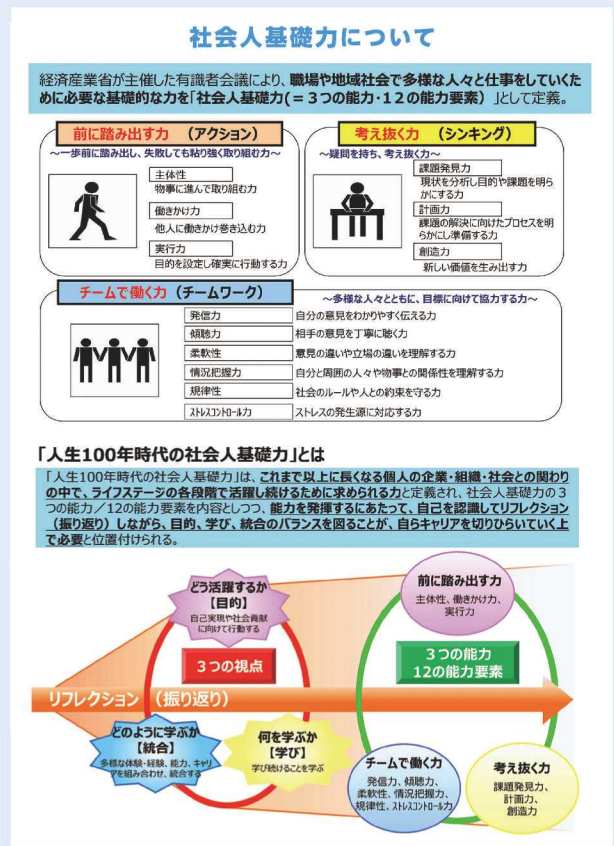 社会人基礎力について
経済産業省が主催した有識者会議により、職場や地域社会で多様な人々と仕事をしていくた
めに必要な基礎的な力を「社会人基礎力(＝３つの能力・１２の能力要素）」として定義。
前に踏み出す力　（アクション）
～一歩前に踏み出し、失敗しても粘り強く取り組む力～
主体性
物事に進んで取り組む力
働きかけ力
他人に働きかけ巻き込む力
実行力
目的を設定し確実に行動する力
考え抜く力　（シンキング）
～疑問を持ち、考え抜く力～
課題発見力
現状を分析し目的や課題を明ら
かにする力
計画力
課題の解決に向けたプロセスを明
らかにし準備する力
創造力
新しい価値を生み出す力
チームで働く力　（チームワーク）
～多様な人々とともに、目標に向けて協力する力～
発信力　自分の意見をわかりやすく伝える力
傾聴力　相手の意見を丁寧に聴く力
柔軟性　意見の違いや立場の違いを理解する力
情況把握力　自分と周囲の人々や物事との関係性を理解する力
規律性　社会のルールや人との約束を守る力
ｽﾄﾚｽｺﾝﾄﾛｰﾙ力　ストレスの発生源に対応する力
「人生100年時代の社会人基礎力」とは
「人生100年時代の社会人基礎力」は、これまで以上に長くなる個人の企業・組織・社会との関わり
の中で、ライフステージの各段階で活躍し続けるために求められる力と定義され、社会人基礎力の３
つの能力／12の能力要素を内容としつつ、能力を発揮するにあたって、自己を認識してリフレクション
（振り返り）しながら、目的、学び、統合のバランスを図ることが、自らキャリアを切りひらいていく上
で必要と位置付けられる。
どう活躍するか
【目的】
自己実現や社会貢献
に向けて行動する
３つの視点
リフレクション　（振り返り）
どのように学ぶか
【統合】
多様な体験・経験、能力、キャリ
アを組み合わせ、統合する
何を学ぶか
【学び】
学び続けることを学ぶ
前に踏み出す力
主体性、働きかけ力、
実行力
３つの能力
12の能力要素
チームで働く力
発信力、傾聴力、
柔軟性、情況把握力、
規律性、ｽﾄﾚｽｺﾝﾄﾛｰﾙ力
考え抜く力
課題発見力、
計画力、
創造力